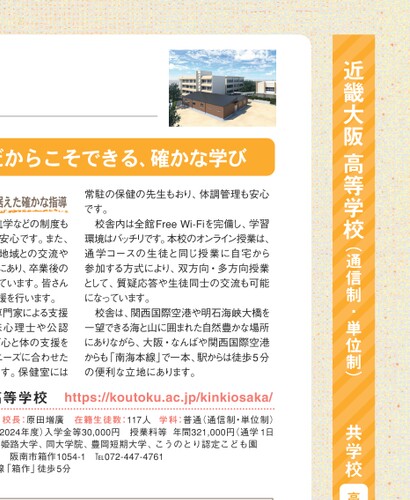 近畿大阪 高等学校（通信制・単位制）
共学校
高
だからこそできる、確かな学び
据えた確かな指導
学などの制度も
安心です。また、
地域との交流や
にあり、卒業後の
ています。皆さん
援を行います。
専門家による支援
床心理士や公認
び心と体の支援を
ニーズに合わせた
す。保健室には
常駐の保健の先生もおり、体調管理も安心
です。
校舎内は全館Free Wi-Fiを完備し、学習
環境はバッチリです。本校のオンライン授業は、
通学コースの生徒と同じ授業に自宅から
参加する方式により、双方向・多方向授業
として、質疑応答や生徒同士の交流も可能
になっています。
校舎は、関西国際空港や明石海峡大橋を
一望できる海と山に囲まれた自然豊かな場所
にありながら、大阪・なんばや関西国際空港
からも「南海本線」で一本、駅からは徒歩5分
の便利な立地にあります。
高等学校 https://koutoku.ac.jp/kinkiosaka/
校長：原田増廣 在籍生徒数：117人 学科：普通（通信制・単位制）
2024年度）入学金等30,000円 授業料等 年間321,000円（通学1日
姫路大学、同大学院、豊岡短期大学、こうのとり認定こども園
阪南市箱作1054-1 ℡072-447-4761
線「箱作」徒歩5分